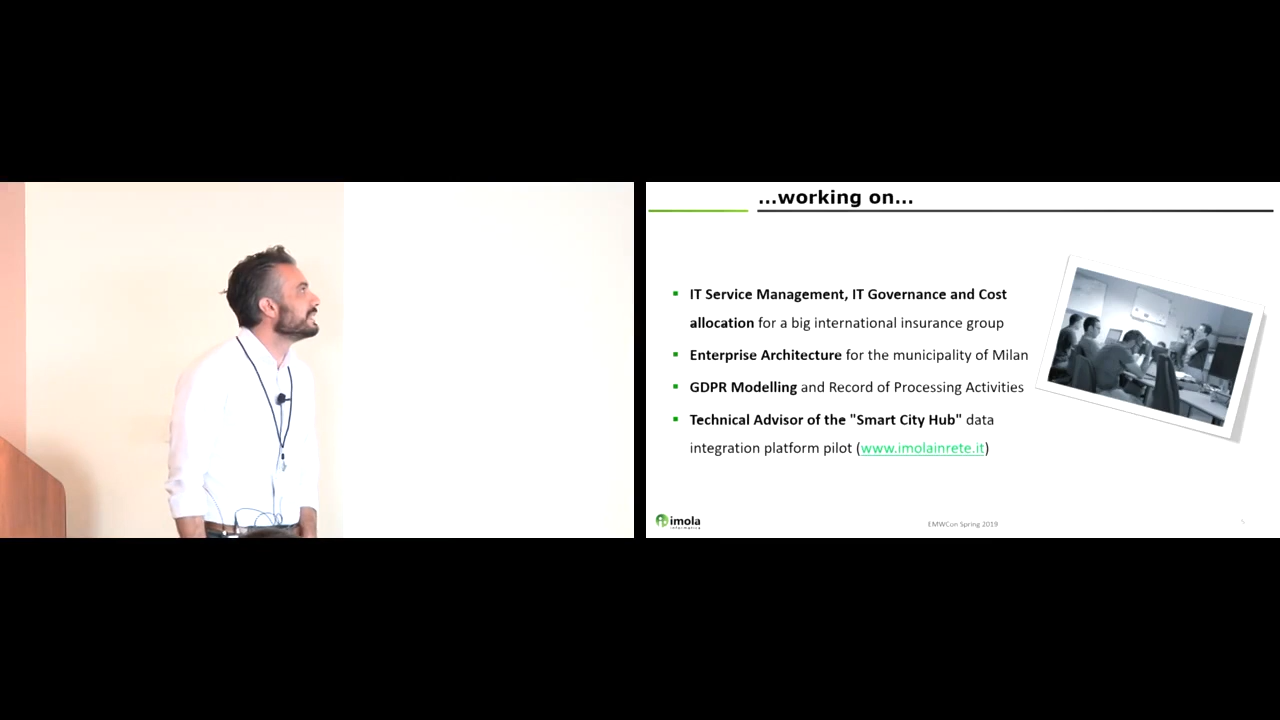 ...working on...
IT Service Management, IT Governance and Cost
allocation for a big international insurance group
Enterprise Architecture for the municipality of Milan
GDPR Modelling and Record of Processing Activities
Technical Advisor of the "Smart City Hub" data
integration platform pilot (www.imolainrete.it)
imola
informatica
EMWCon Spring 2019